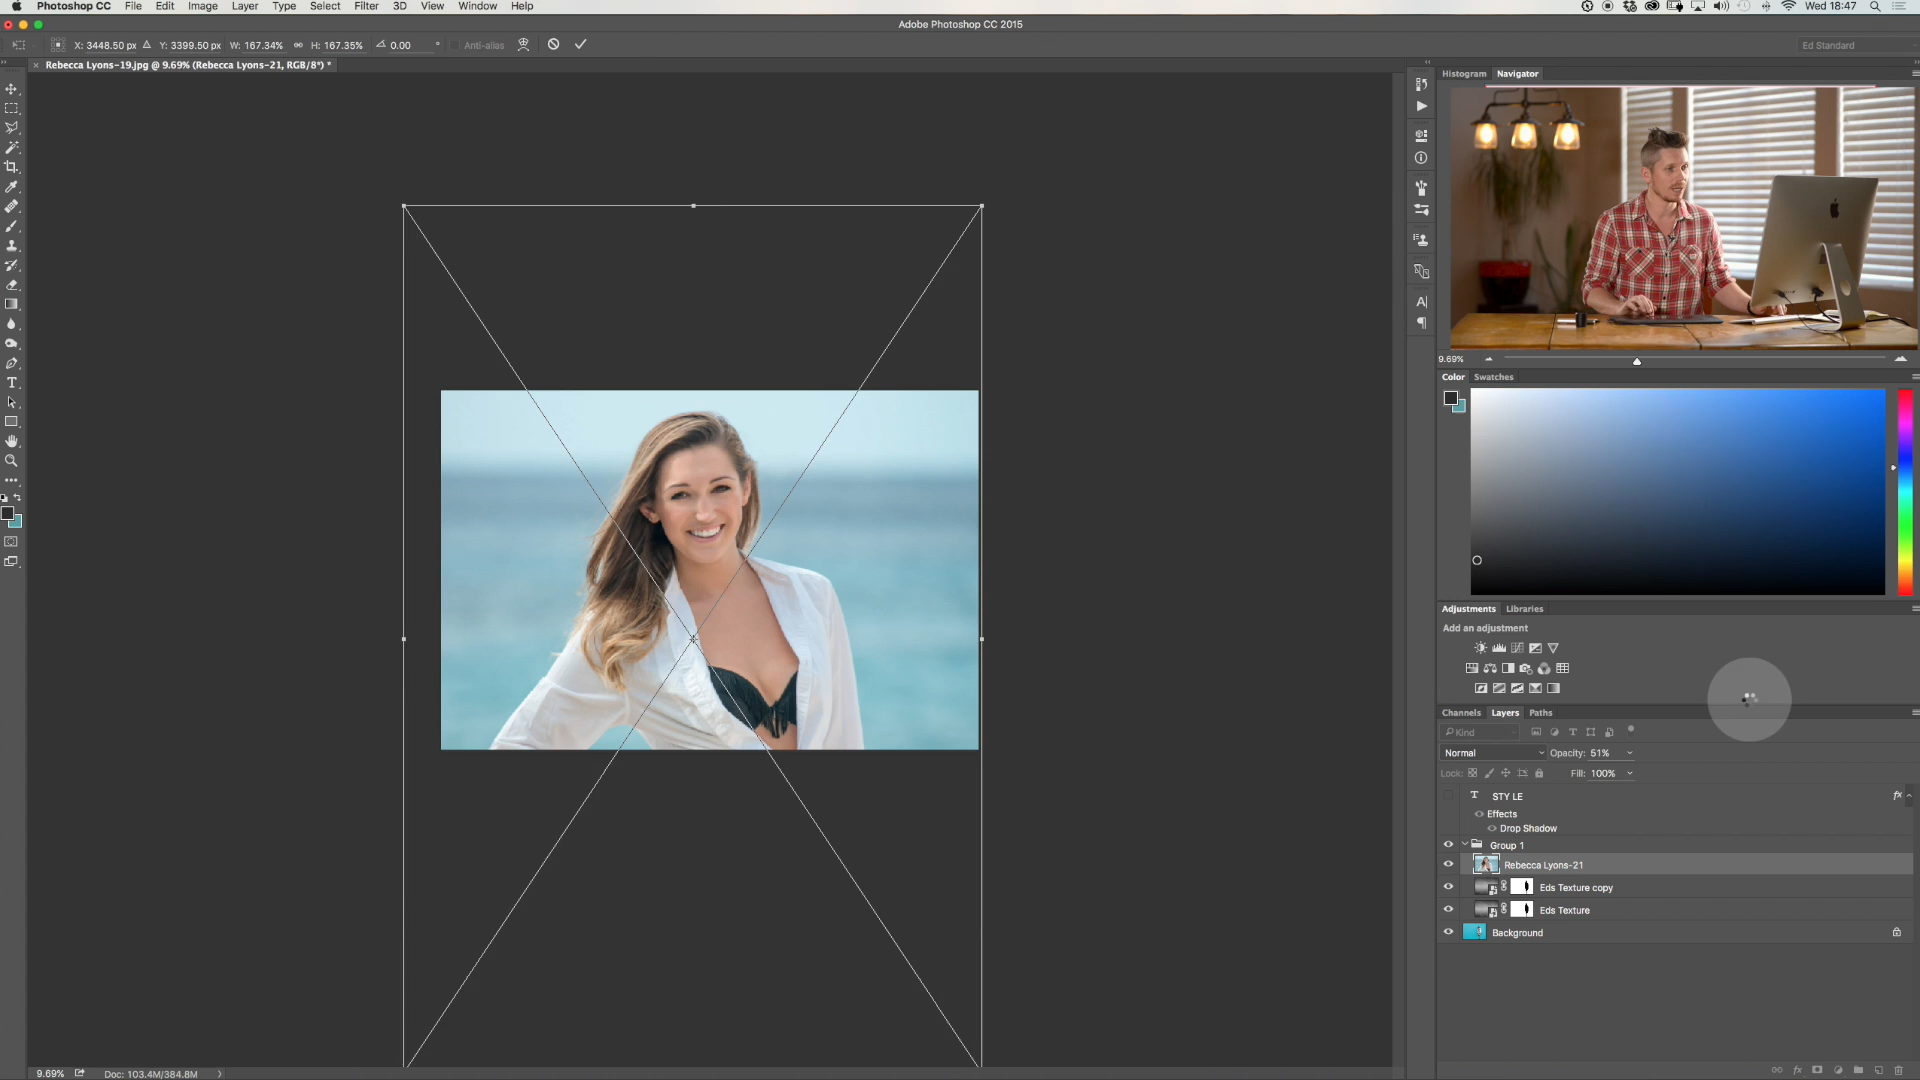 Photoshop CC File Edit Image Layer Type Select Filter 3D View Window Help Wed 18:47
Adobe Photoshop CC 2015
X: 3448.50 px Y: 3399.50 px W: 167.34% H: 167.35% 0.00 ° Anti-alias Ed Standard
Rebecca Lyons-19.jpg @ 9.69% (Rebecca Lyons-21, RGB/8*) *
Histogram Navigator
9.69%
Color Swatches
Adjustments Libraries
Add an adjustment
Channels Layers Paths
Kind
Normal Opacity: 51%
Lock: Fill: 100%
T STY LE fx
Effects
Drop Shadow
Group 1
Rebecca Lyons-21
Eds Texture copy
Eds Texture
Background
9.69% Doc: 103.4M/384.8M